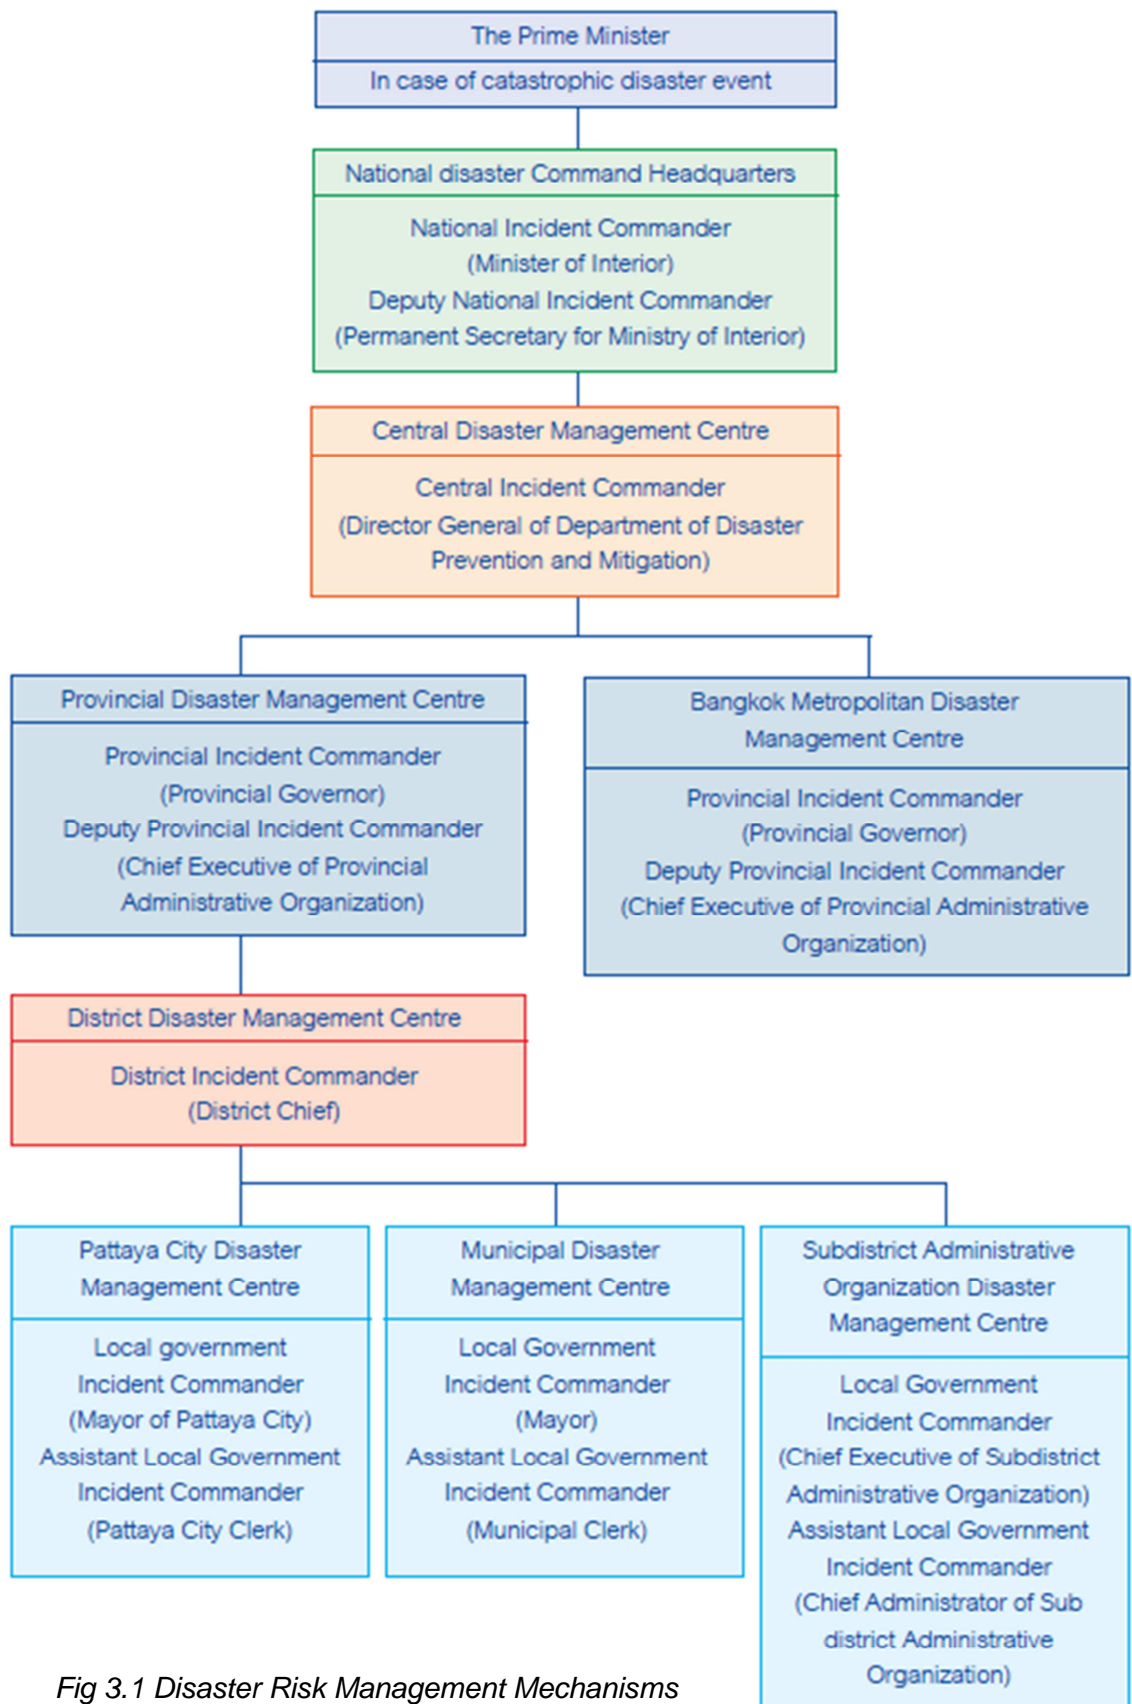 The Prime Minister
In case of catastrophic disaster event
National disaster Command Headquarters
National Incident Commander
(Minister of Interior)
Deputy National Incident Commander
(Permanent Secretary for Ministry of Interior)
Central Disaster Management Centre
Central Incident Commander
(Director General of Department of Disaster
Prevention and Mitigation)
Provincial Disaster Management Centre
Provincial Incident Commander
(Provincial Governor)
Deputy Provincial Incident Commander
(Chief Executive of Provincial
Administrative Organization)
Bangkok Metropolitan Disaster
Management Centre
Provincial Incident Commander
(Provincial Governor)
Deputy Provincial Incident Commander
(Chief Executive of Provincial Administrative
Organization)
District Disaster Management Centre
District Incident Commander
(District Chief)
Pattaya City Disaster
Management Centre
Local government
Incident Commander
(Mayor of Pattaya City)
Assistant Local Government
Incident Commander
(Pattaya City Clerk)
Municipal Disaster
Management Centre
Local Government
Incident Commander
(Mayor)
Assistant Local Government
Incident Commander
(Municipal Clerk)
Subdistrict Administrative
Organization Disaster
Management Centre
Local Government
Incident Commander
(Chief Executive of Subdistrict
Administrative Organization)
Assistant Local Government
Incident Commander
(Chief Administrator of Sub
district Administrative
Organization)
Fig 3.1 Disaster Risk Management Mechanisms